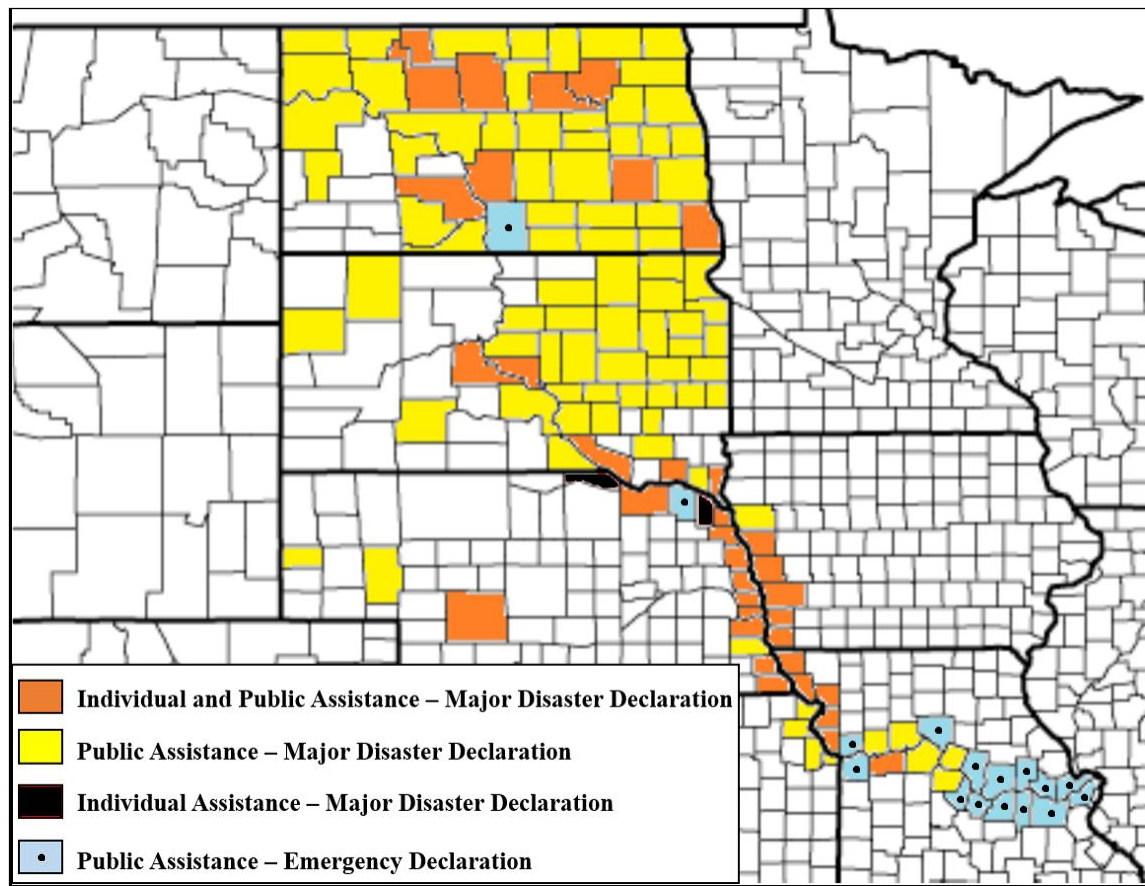 Individual and Public Assistance – Major Disaster Declaration
Public Assistance – Major Disaster Declaration
Individual Assistance – Major Disaster Declaration
Public Assistance – Emergency Declaration